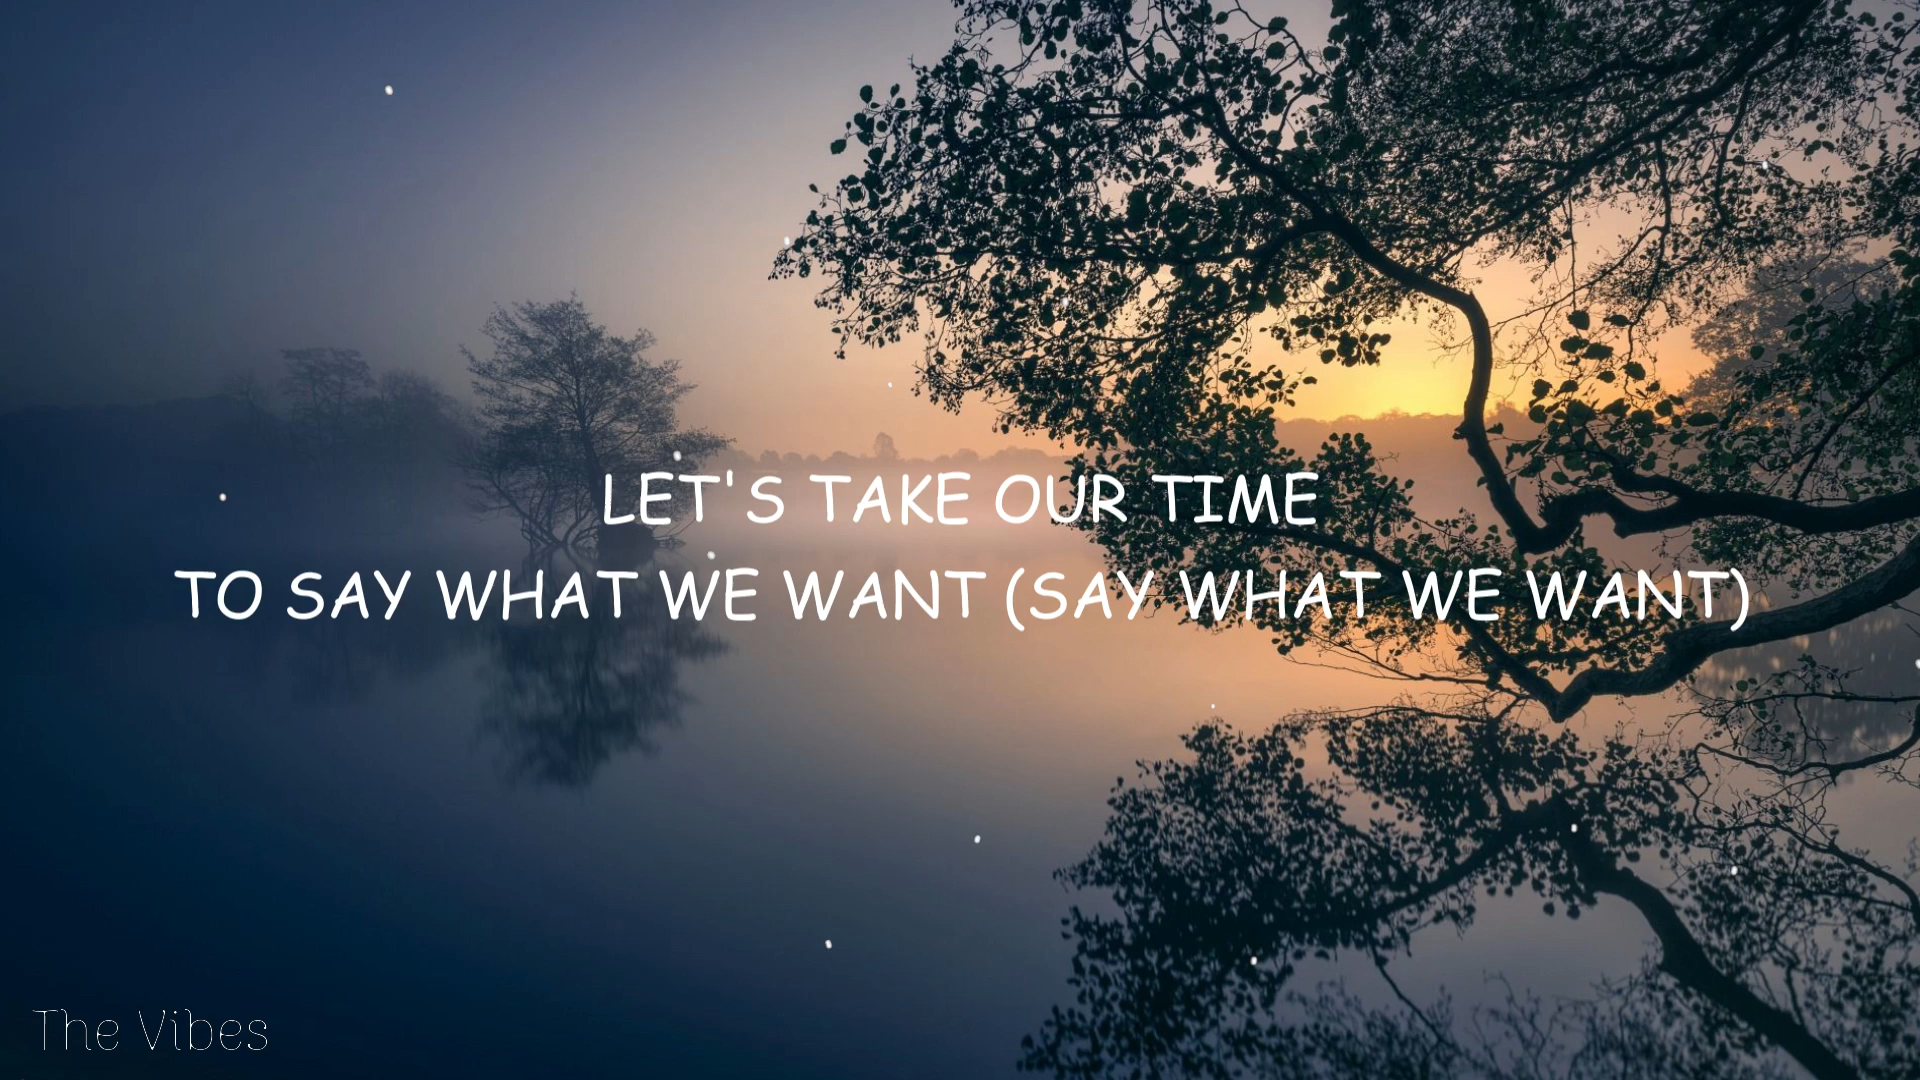 LET'S TAKE OUR TIME
TO SAY WHAT WE WANT (SAY WHAT WE WANT)
The Vibes